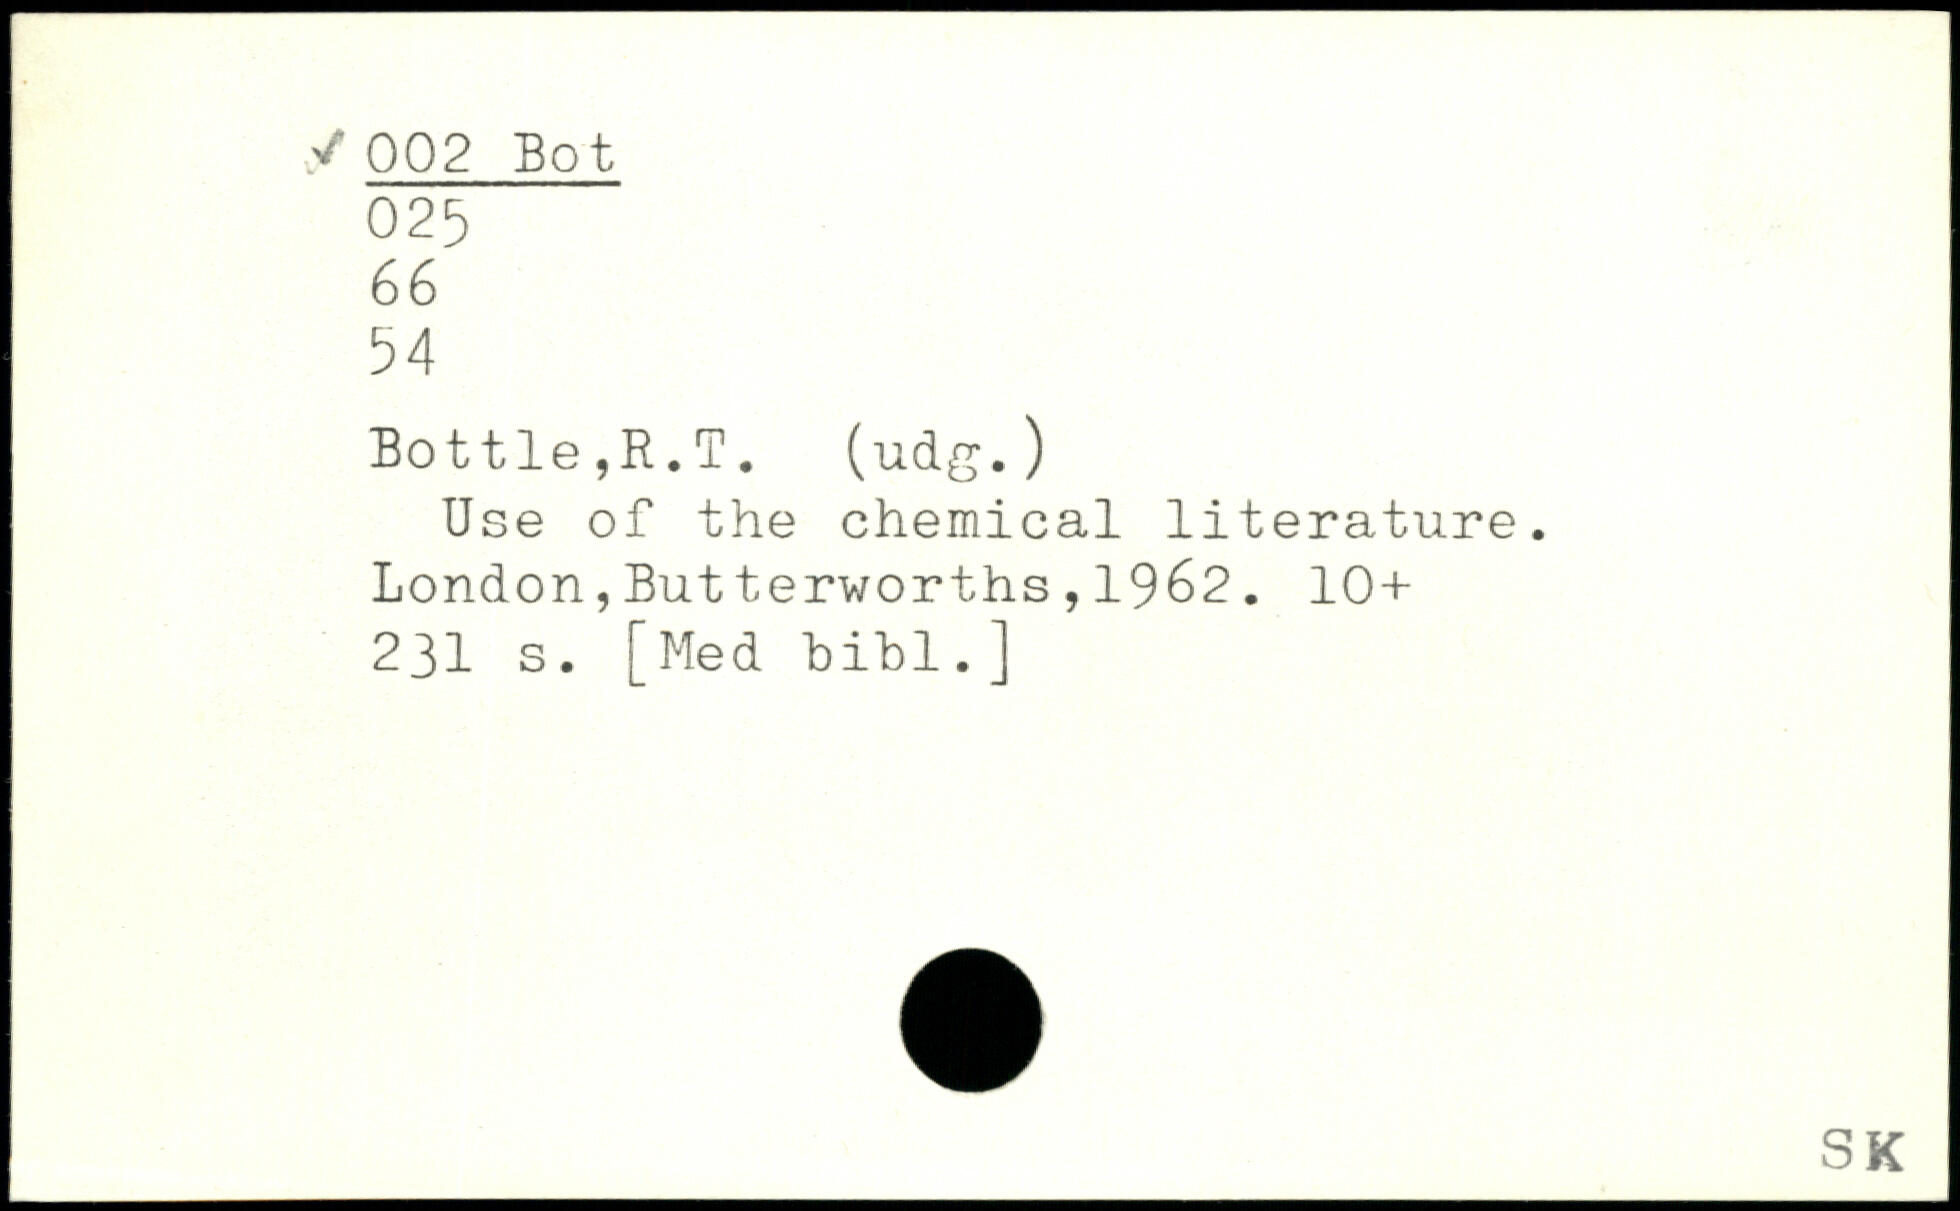 ✓ 002 Bot
025
66
54
Bottle,R.T. (udg.)
Use of the chemical literature.
London,Butterworths,1962. 10+
231 s. [Med bibl.]
SK